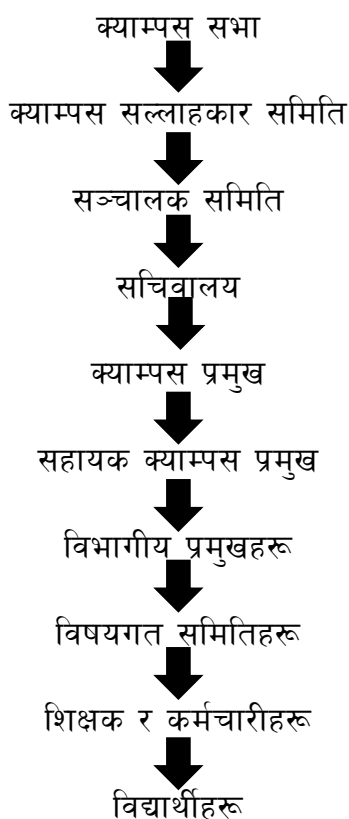 क्याम्पस सभा
क्याम्पस सल्लाहकार समिति
सञ्चालक समिति
सचिवालय
क्याम्पस प्रमुख
सहायक क्याम्पस प्रमुख
विभागीय प्रमुखहरू
विषयगत समितिहरू
शिक्षक र कर्मचारीहरू
विद्यार्थीहरू